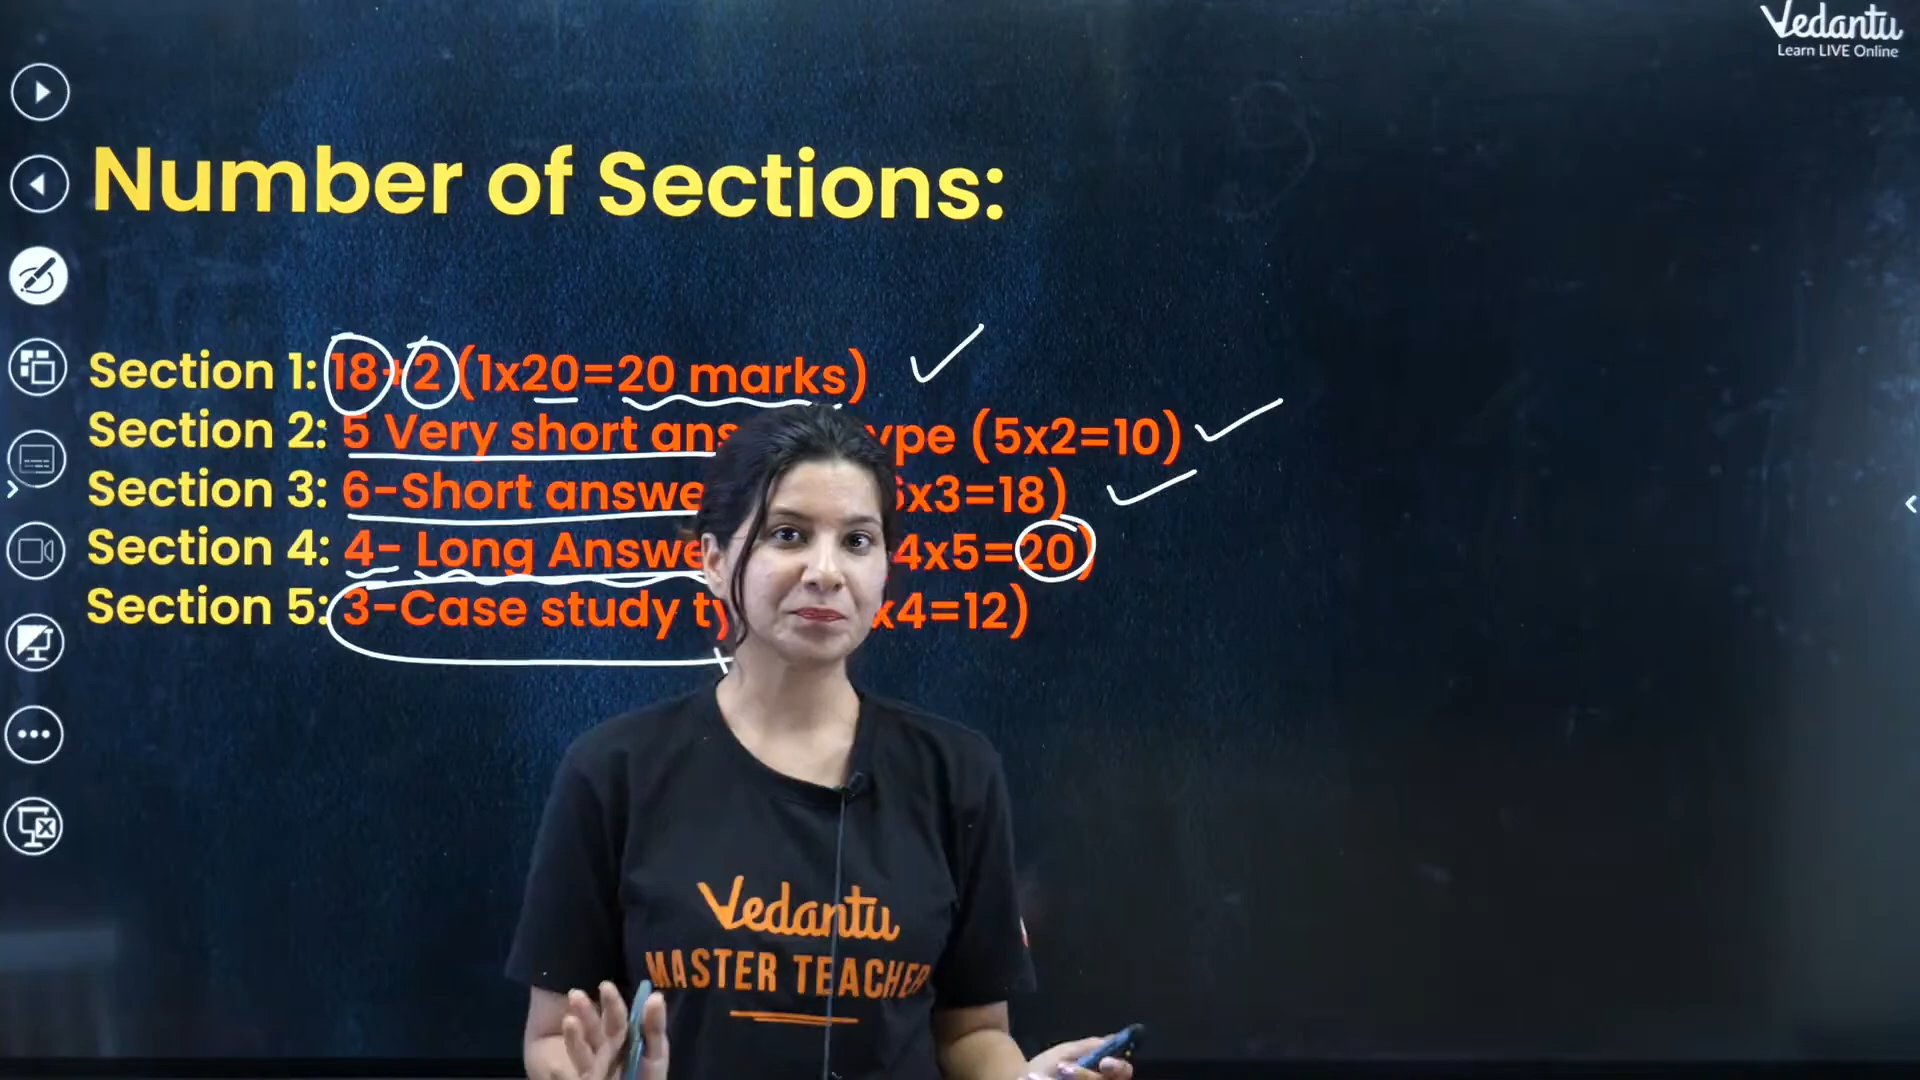 Vedantu
Learn LIVE Online
Number of Sections:
Section 1: 18+2 (1x20=20 marks)
Section 2: 5 Very short ans ype (5x2=10)
Section 3: 6-Short answe x3=18)
Section 4: 4- Long Answe 4x5=20)
Section 5: 3-Case study ty x4=12)
Vedantu
MASTER TEACHER